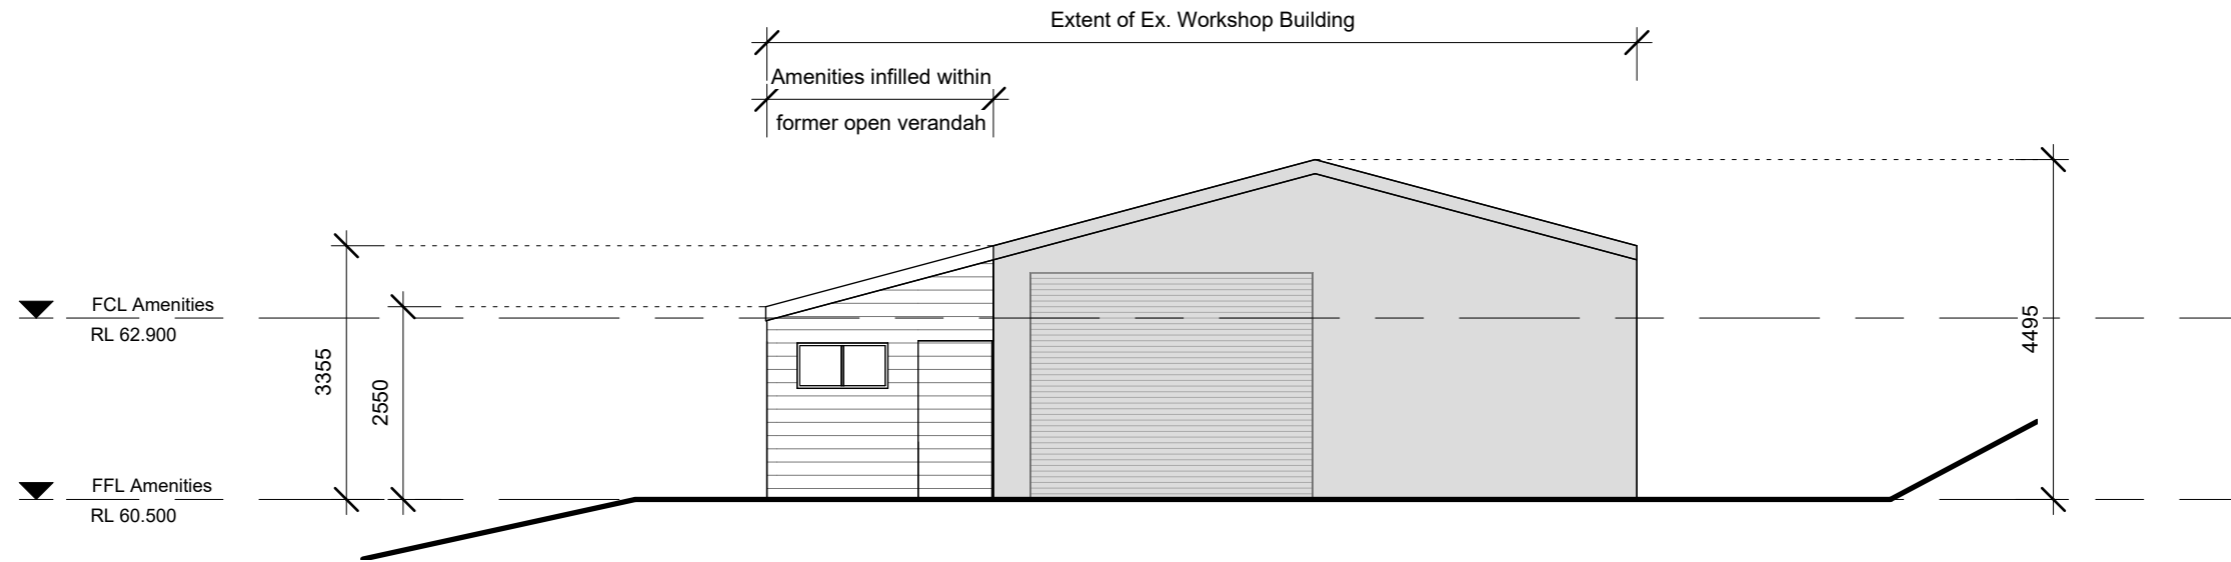 Extent of Ex. Workshop Building
Amenities infilled within
former open verandah
FCL Amenities
RL 62.900
3355
2550
4495
FFL Amenities
RL 60.500